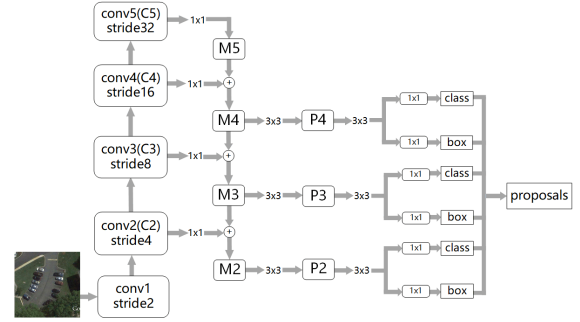 conv5(C5)
stride32
1x1
M5
conv4(C4)
stride16
1x1
+
M4
3x3
P4
3x3
1x1
class
1x1
box
conv3(C3)
stride8
1x1
+
M3
3x3
P3
3x3
1x1
class
1x1
box
proposals
conv2(C2)
stride4
1x1
+
M2
3x3
P2
3x3
1x1
class
1x1
box
conv1
stride2